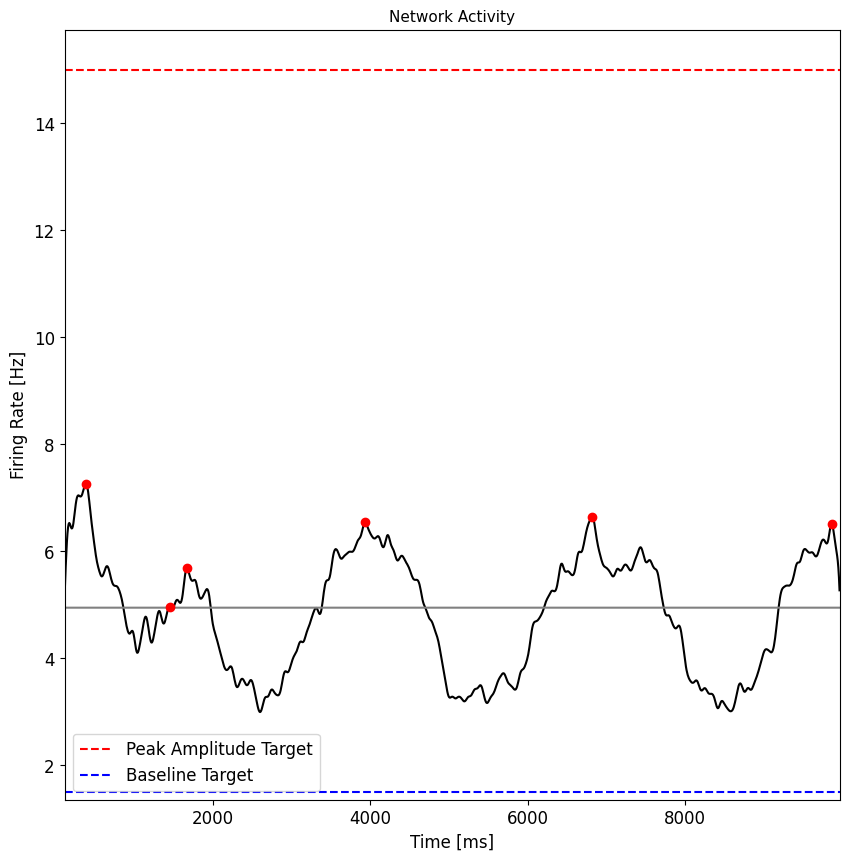 Network Activity
14
12
10
8
6
4
2
Firing Rate [Hz]
Peak Amplitude Target
Baseline Target
2000
4000
6000
8000
Time [ms]